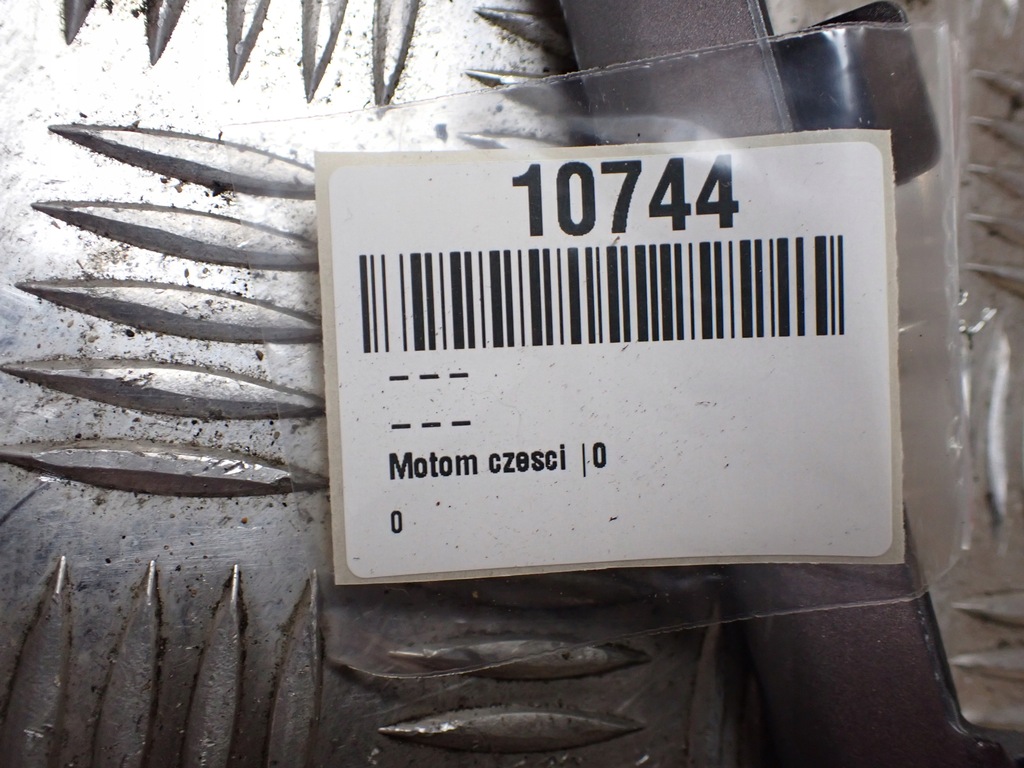 10744
---
---
Motom czesci |0
0